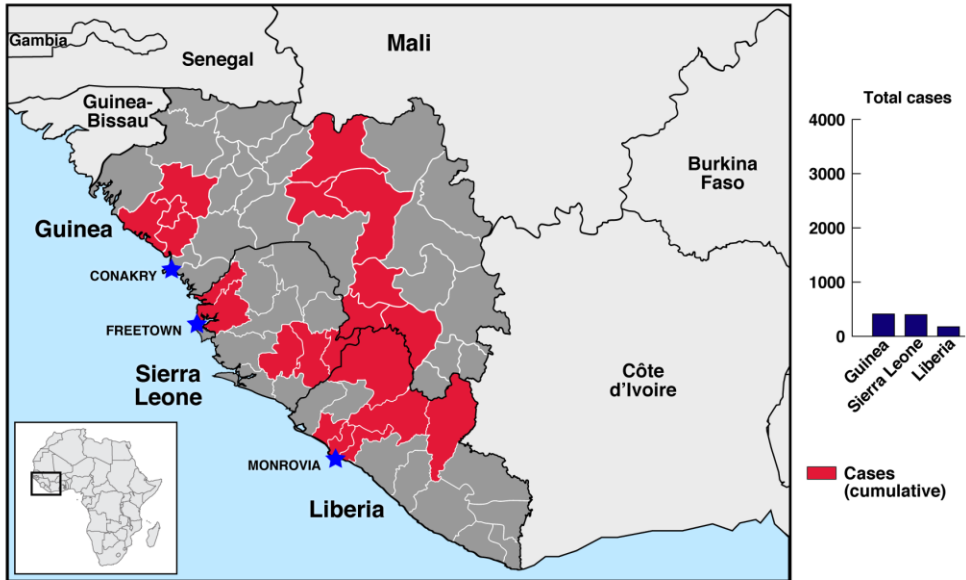 Gambia
Senegal
Mali
Guinea-
Bissau
Burkina
Faso
Guinea
CONAKRY
FREETOWN
Sierra
Leone
Côte
d'Ivoire
MONROVIA
Liberia
Total cases
4000
3000
2000
1000
0
Guinea
Sierra Leone
Liberia
Cases
(cumulative)